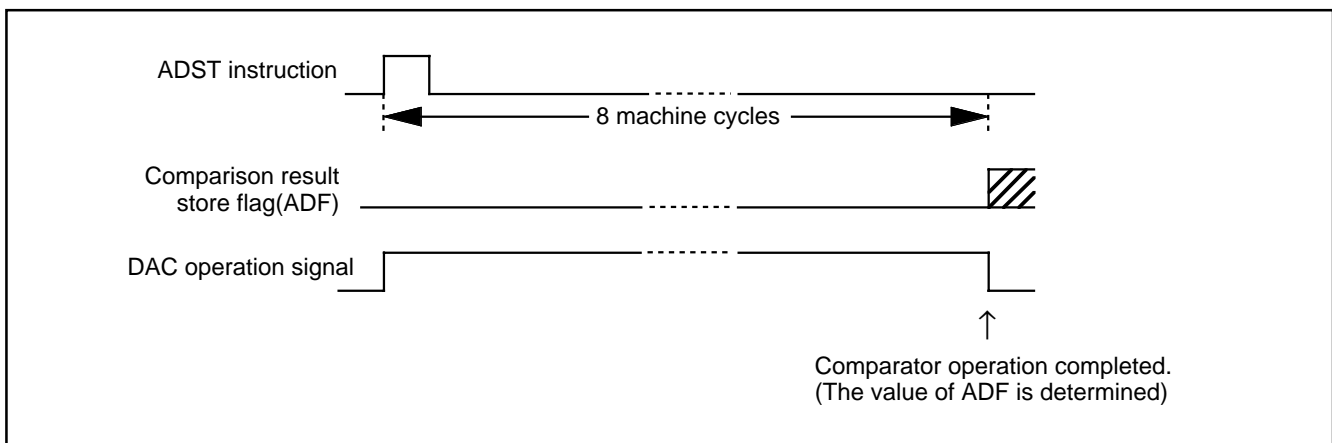 ADST instruction
8 machine cycles
Comparison result
store flag(ADF)
DAC operation signal
Comparator operation completed.
(The value of ADF is determined)